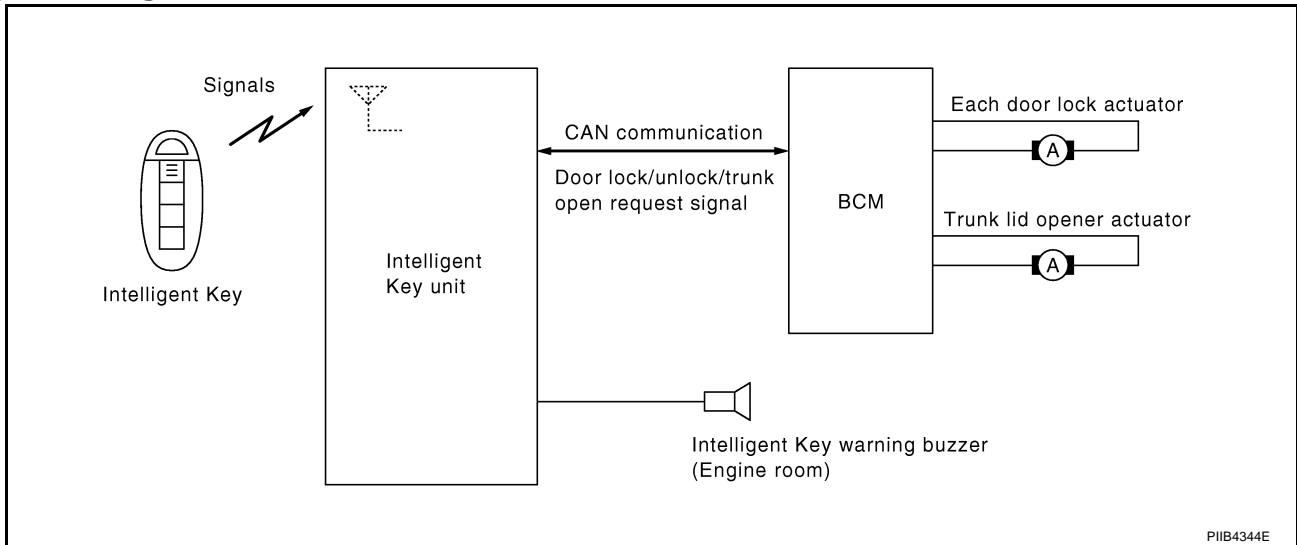 Signals
Intelligent Key
Intelligent
Key unit
CAN communication
Door lock/unlock/trunk
open request signal
BCM
Each door lock actuator
A
Trunk lid opener actuator
A
Intelligent Key warning buzzer
(Engine room)
PIIB4344E